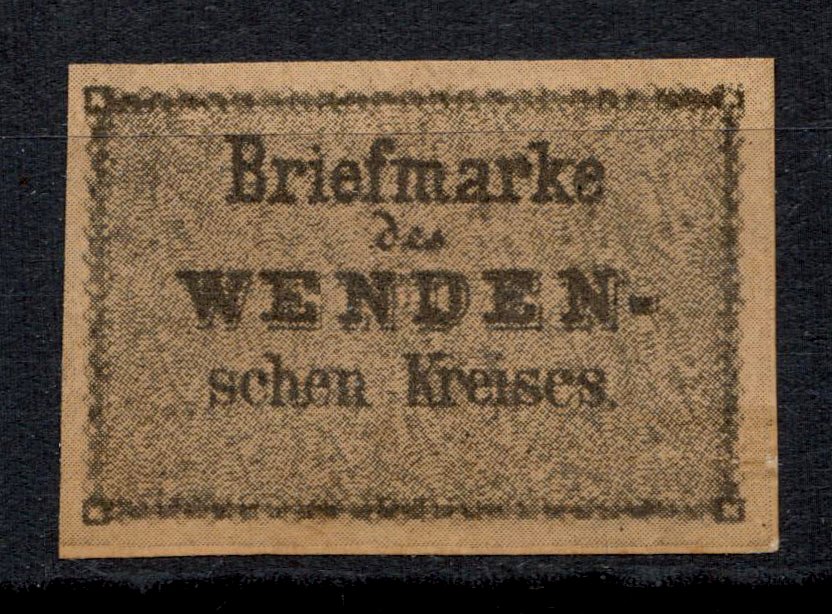 Briefmarke
des
WENDEN-
schen Kreises.